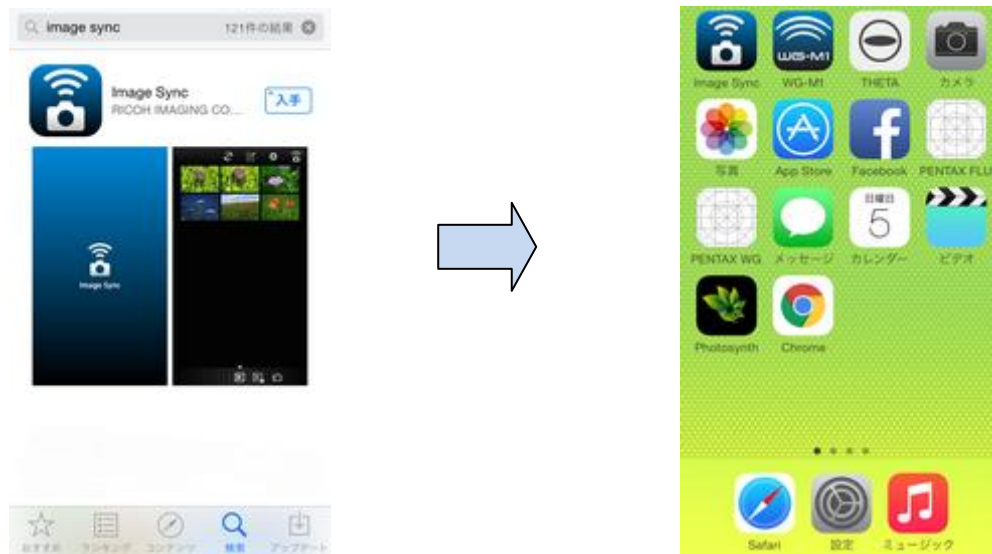 image sync 121件の結果
Image Sync
RICOH IMAGING CO....
入手
Image Sync
おすすめ ランキング コンテンツ 検索 アップデート
WG-M1
Image Sync WG-M1 THETA カメラ
日曜日
5
写真 App Store Facebook PENTAX FLU
PENTAX WG メッセージ カレンダー ビデオ
Photosynth Chrome
Safari 設定 ミュージック